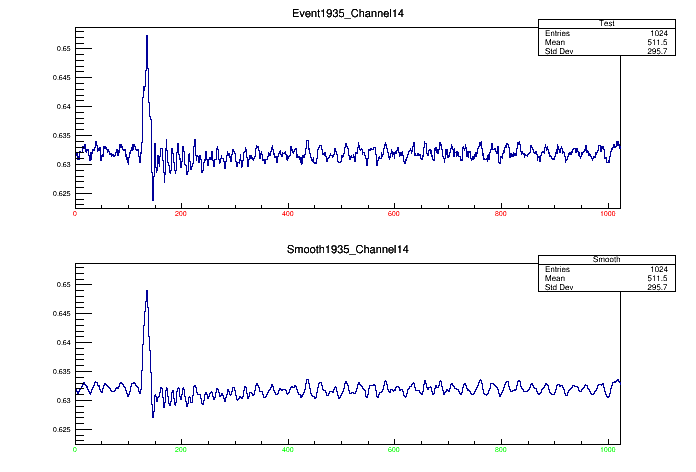 Event1935_Channel14
Test
Entries 1024
Mean 511.5
Std Dev 295.7
0.65
0.645
0.64
0.635
0.63
0.625
0 200 400 600 800 1000
Smooth1935_Channel14
Smooth
Entries 1024
Mean 511.5
Std Dev 295.7
0.65
0.645
0.64
0.635
0.63
0.625
0 200 400 600 800 1000